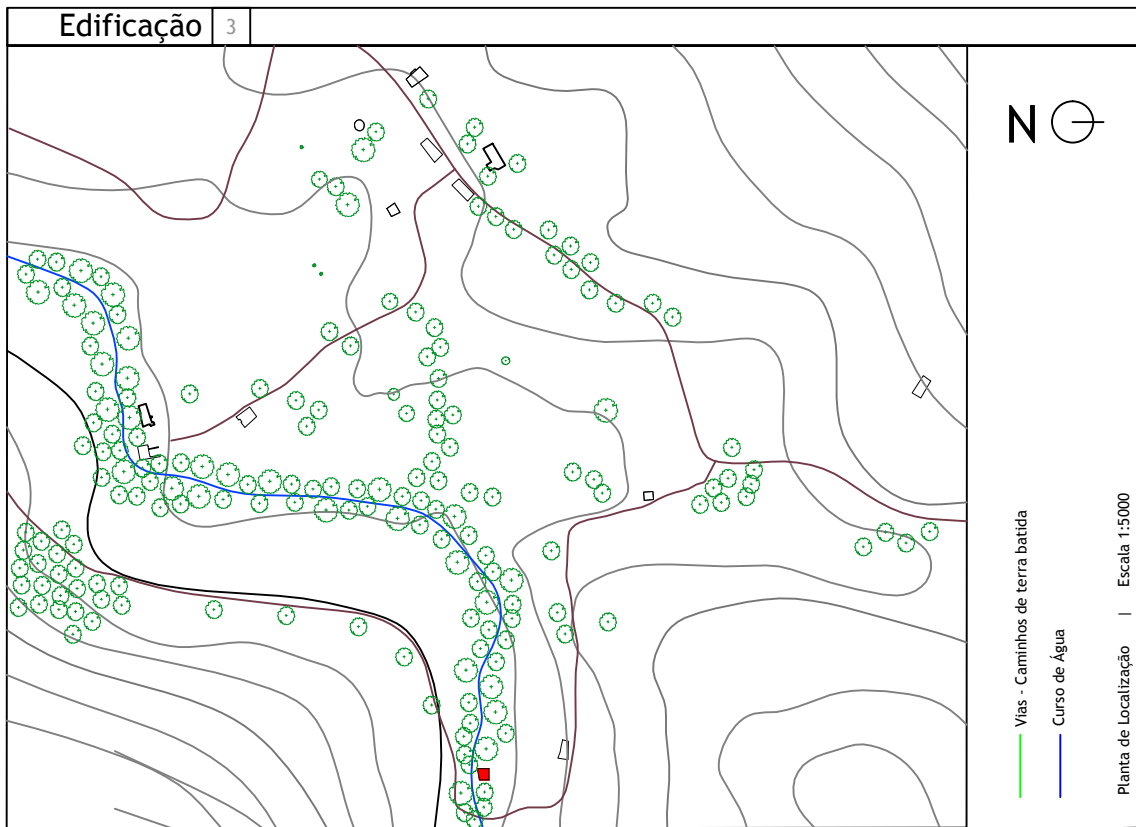 Edificação 3
N
Vias - Caminhos de terra batida
Curso de Água
Planta de Localização | Escala 1:5000